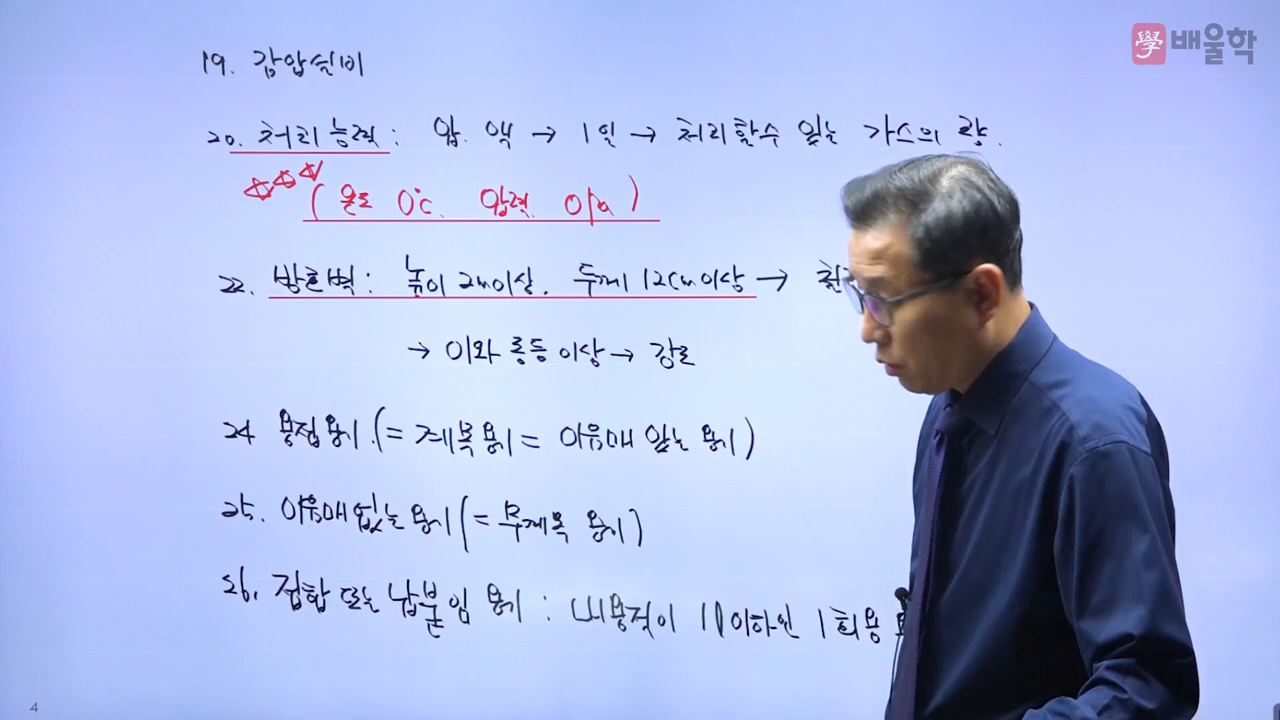 學 배울학
19. 감압설비
20. 처리능력 : 압. 액 → 1일 → 처리할수 있는 가스의 량.
☆☆☆ (온도 0℃. 압력. 0Pa)
22. 방호벽 : 높이 2m이상. 두께 12cm이상 → 철
→ 이와 동등이상 → 강도
24 용접용기 (= 계목용기 = 이음매 있는 용기)
25. 이음매없는 용기 (= 무계목 용기)
26. 접합 또는 납붙임 용기 : 내용적이 1l이하인 1회용
4